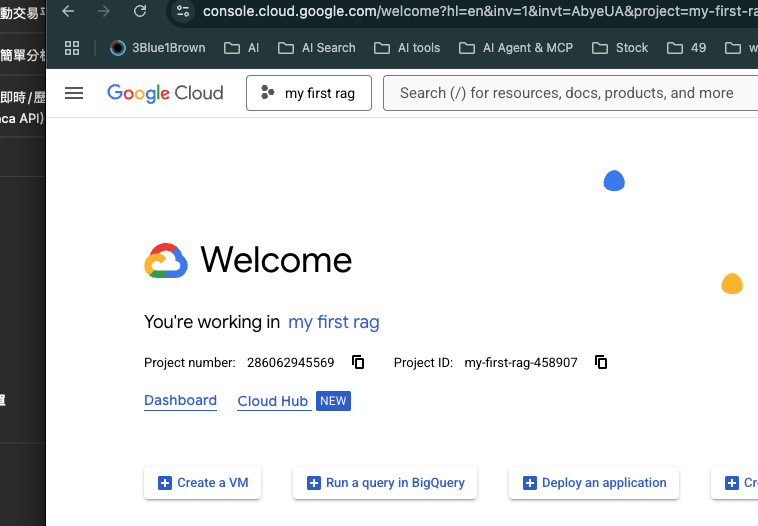 動交易
console.cloud.google.com/welcome?hl=en&inv=1&invt=AbyeUA&project=my-first-ra
3Blue1Brown AI AI Search AI tools AI Agent & MCP Stock 49 w
簡單分析
即時/歷
ca API)
Google Cloud my first rag Search (/) for resources, docs, products, and more
Welcome
You're working in my first rag
Project number: 286062945569 Project ID: my-first-rag-458907
Dashboard Cloud Hub NEW
Create a VM Run a query in BigQuery Deploy an application Cr